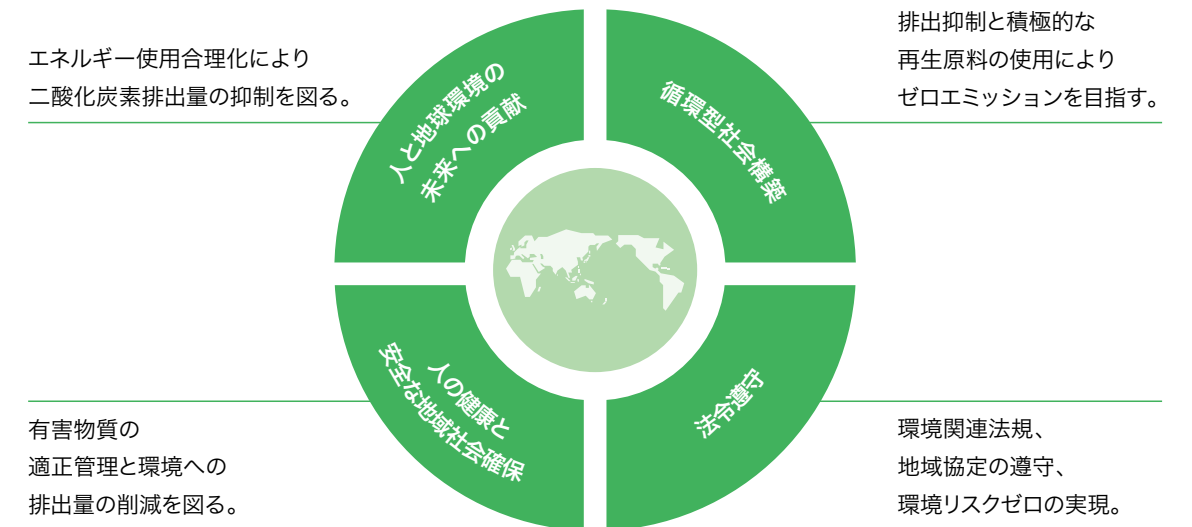 エネルギー使用合理化により
二酸化炭素排出量の抑制を図る。
人と地球環境の
未来への貢献
排出抑制と積極的な
再生原料の使用により
ゼロエミッションを目指す。
循環型社会構築
有害物質の
適正管理と環境への
排出量の削減を図る。
人の健康と
安全な地域社会確保
法令遵守
環境関連法規、
地域協定の遵守、
環境リスクゼロの実現。